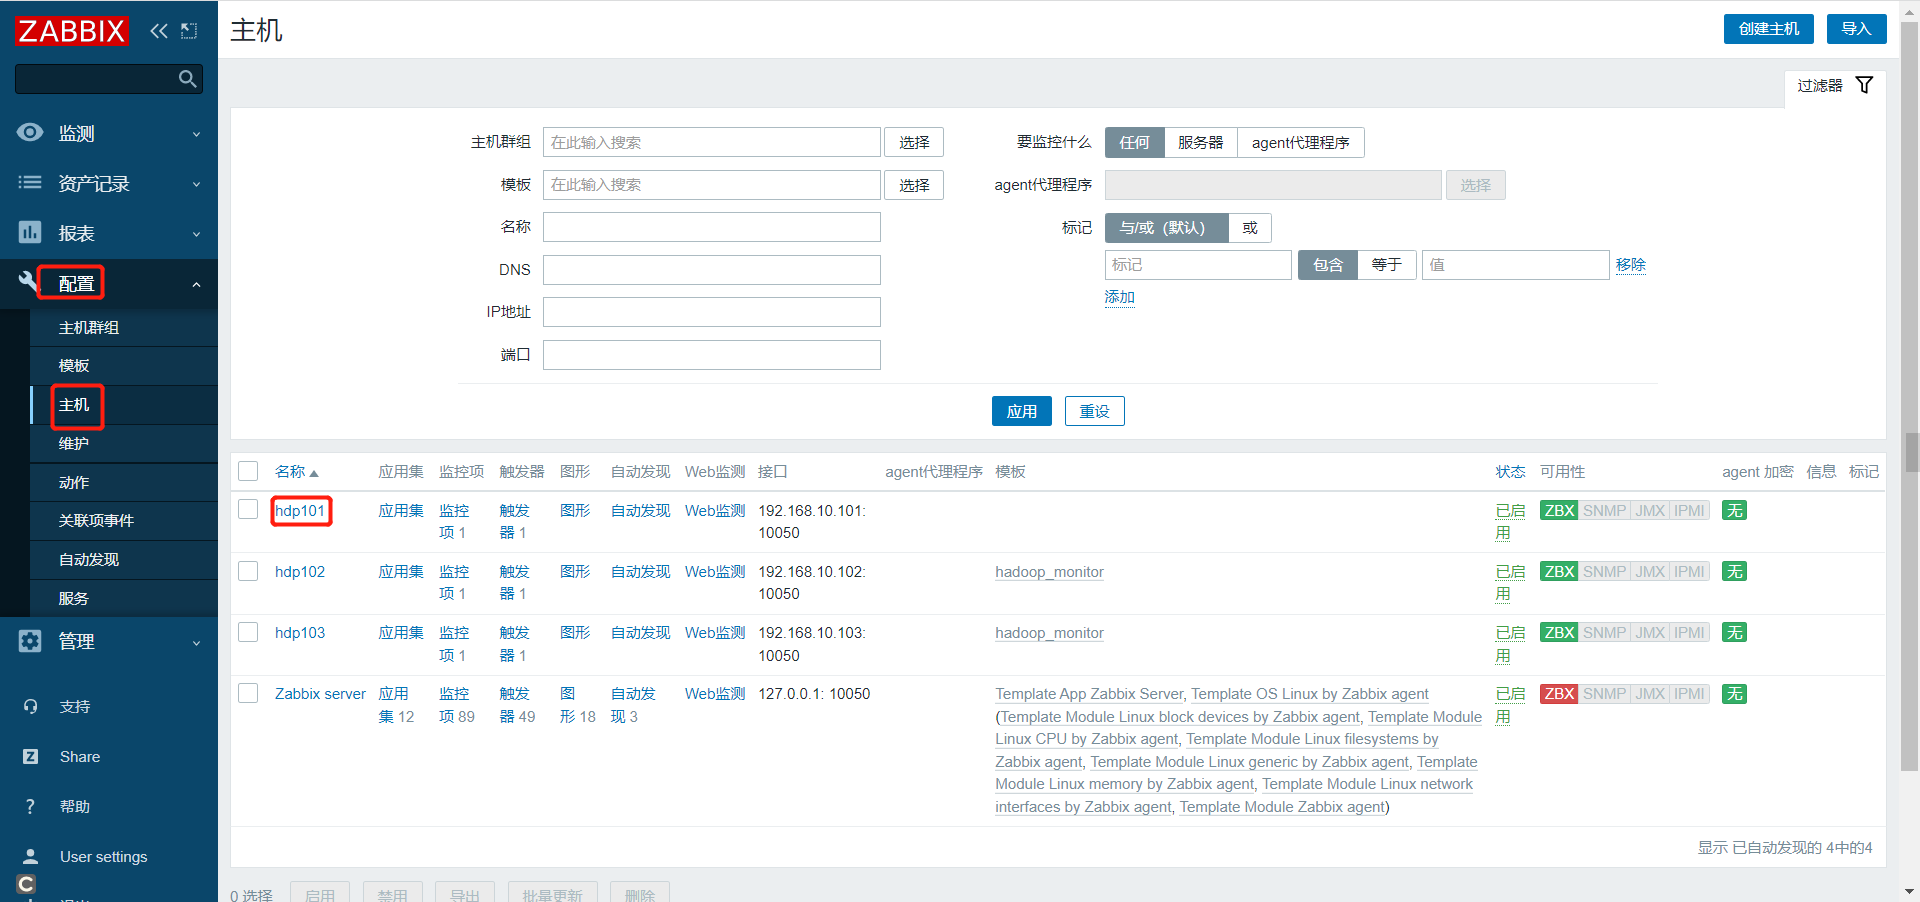 ZABBIX
主机
创建主机
导入
过滤器
监测
资产记录
报表
配置
主机群组
模板
主机
维护
动作
关联项事件
自动发现
服务
管理
支持
Share
帮助
User settings
主机群组 在此输入搜索 选择
模板 在此输入搜索 选择
名称
DNS
IP地址
端口
要监控什么 任何 服务器 agent代理程序
agent代理程序 选择
标记 与/或 (默认) 或
标记 包含 等于 值 移除
添加
应用 重设
名称 应用集 监控项 触发器 图形 自动发现 Web监测 接口 agent代理程序 模板 状态 可用性 agent 加密 信息 标记
hdp101 应用集 监控 触发 图形 自动发现 Web监测 192.168.10.101: 已启 ZBX SNMP JMX IPMI 无
项 1 器 1 10050 用
hdp102 应用集 监控 触发 图形 自动发现 Web监测 192.168.10.102: hadoop_monitor 已启 ZBX SNMP JMX IPMI 无
项 1 器 1 10050 用
hdp103 应用集 监控 触发 图形 自动发现 Web监测 192.168.10.103: hadoop_monitor 已启 ZBX SNMP JMX IPMI 无
项 1 器 1 10050 用
Zabbix server 应用 监控 触发 图 自动发 Web监测 127.0.0.1: 10050 Template App Zabbix Server, Template OS Linux by Zabbix agent 已启 ZBX SNMP JMX IPMI 无
集 12 项 89 器 49 形 18 现 3 (Template Module Linux block devices by Zabbix agent, Template Module 用
Linux CPU by Zabbix agent, Template Module Linux filesystems by
Zabbix agent, Template Module Linux generic by Zabbix agent, Template
Module Linux memory by Zabbix agent, Template Module Linux network
interfaces by Zabbix agent, Template Module Zabbix agent)
显示 已自动发现的 4中的4
0 选择 启用 禁用 导出 批量更新 删除